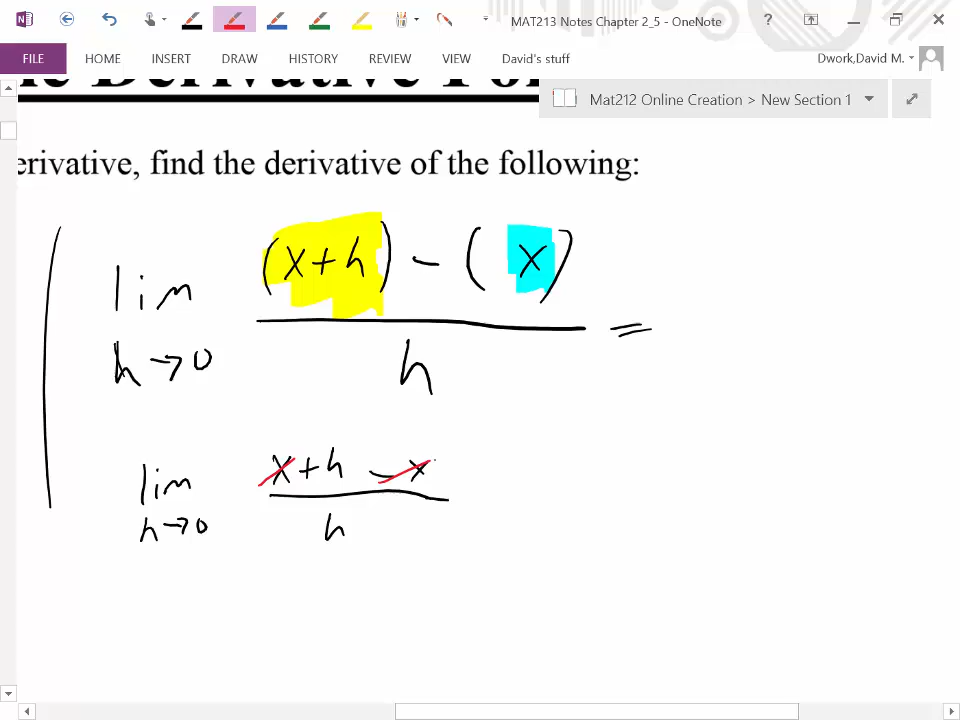 MAT213 Notes Chapter 2_5 - OneNote
?
FILE HOME INSERT DRAW HISTORY REVIEW VIEW David's stuff Dwork,David M.
Mat212 Online Creation > New Section 1
erivative, find the derivative of the following:
(x+h) - (x)
lim =
h→0 h
x+h - x
lim
h→0 h